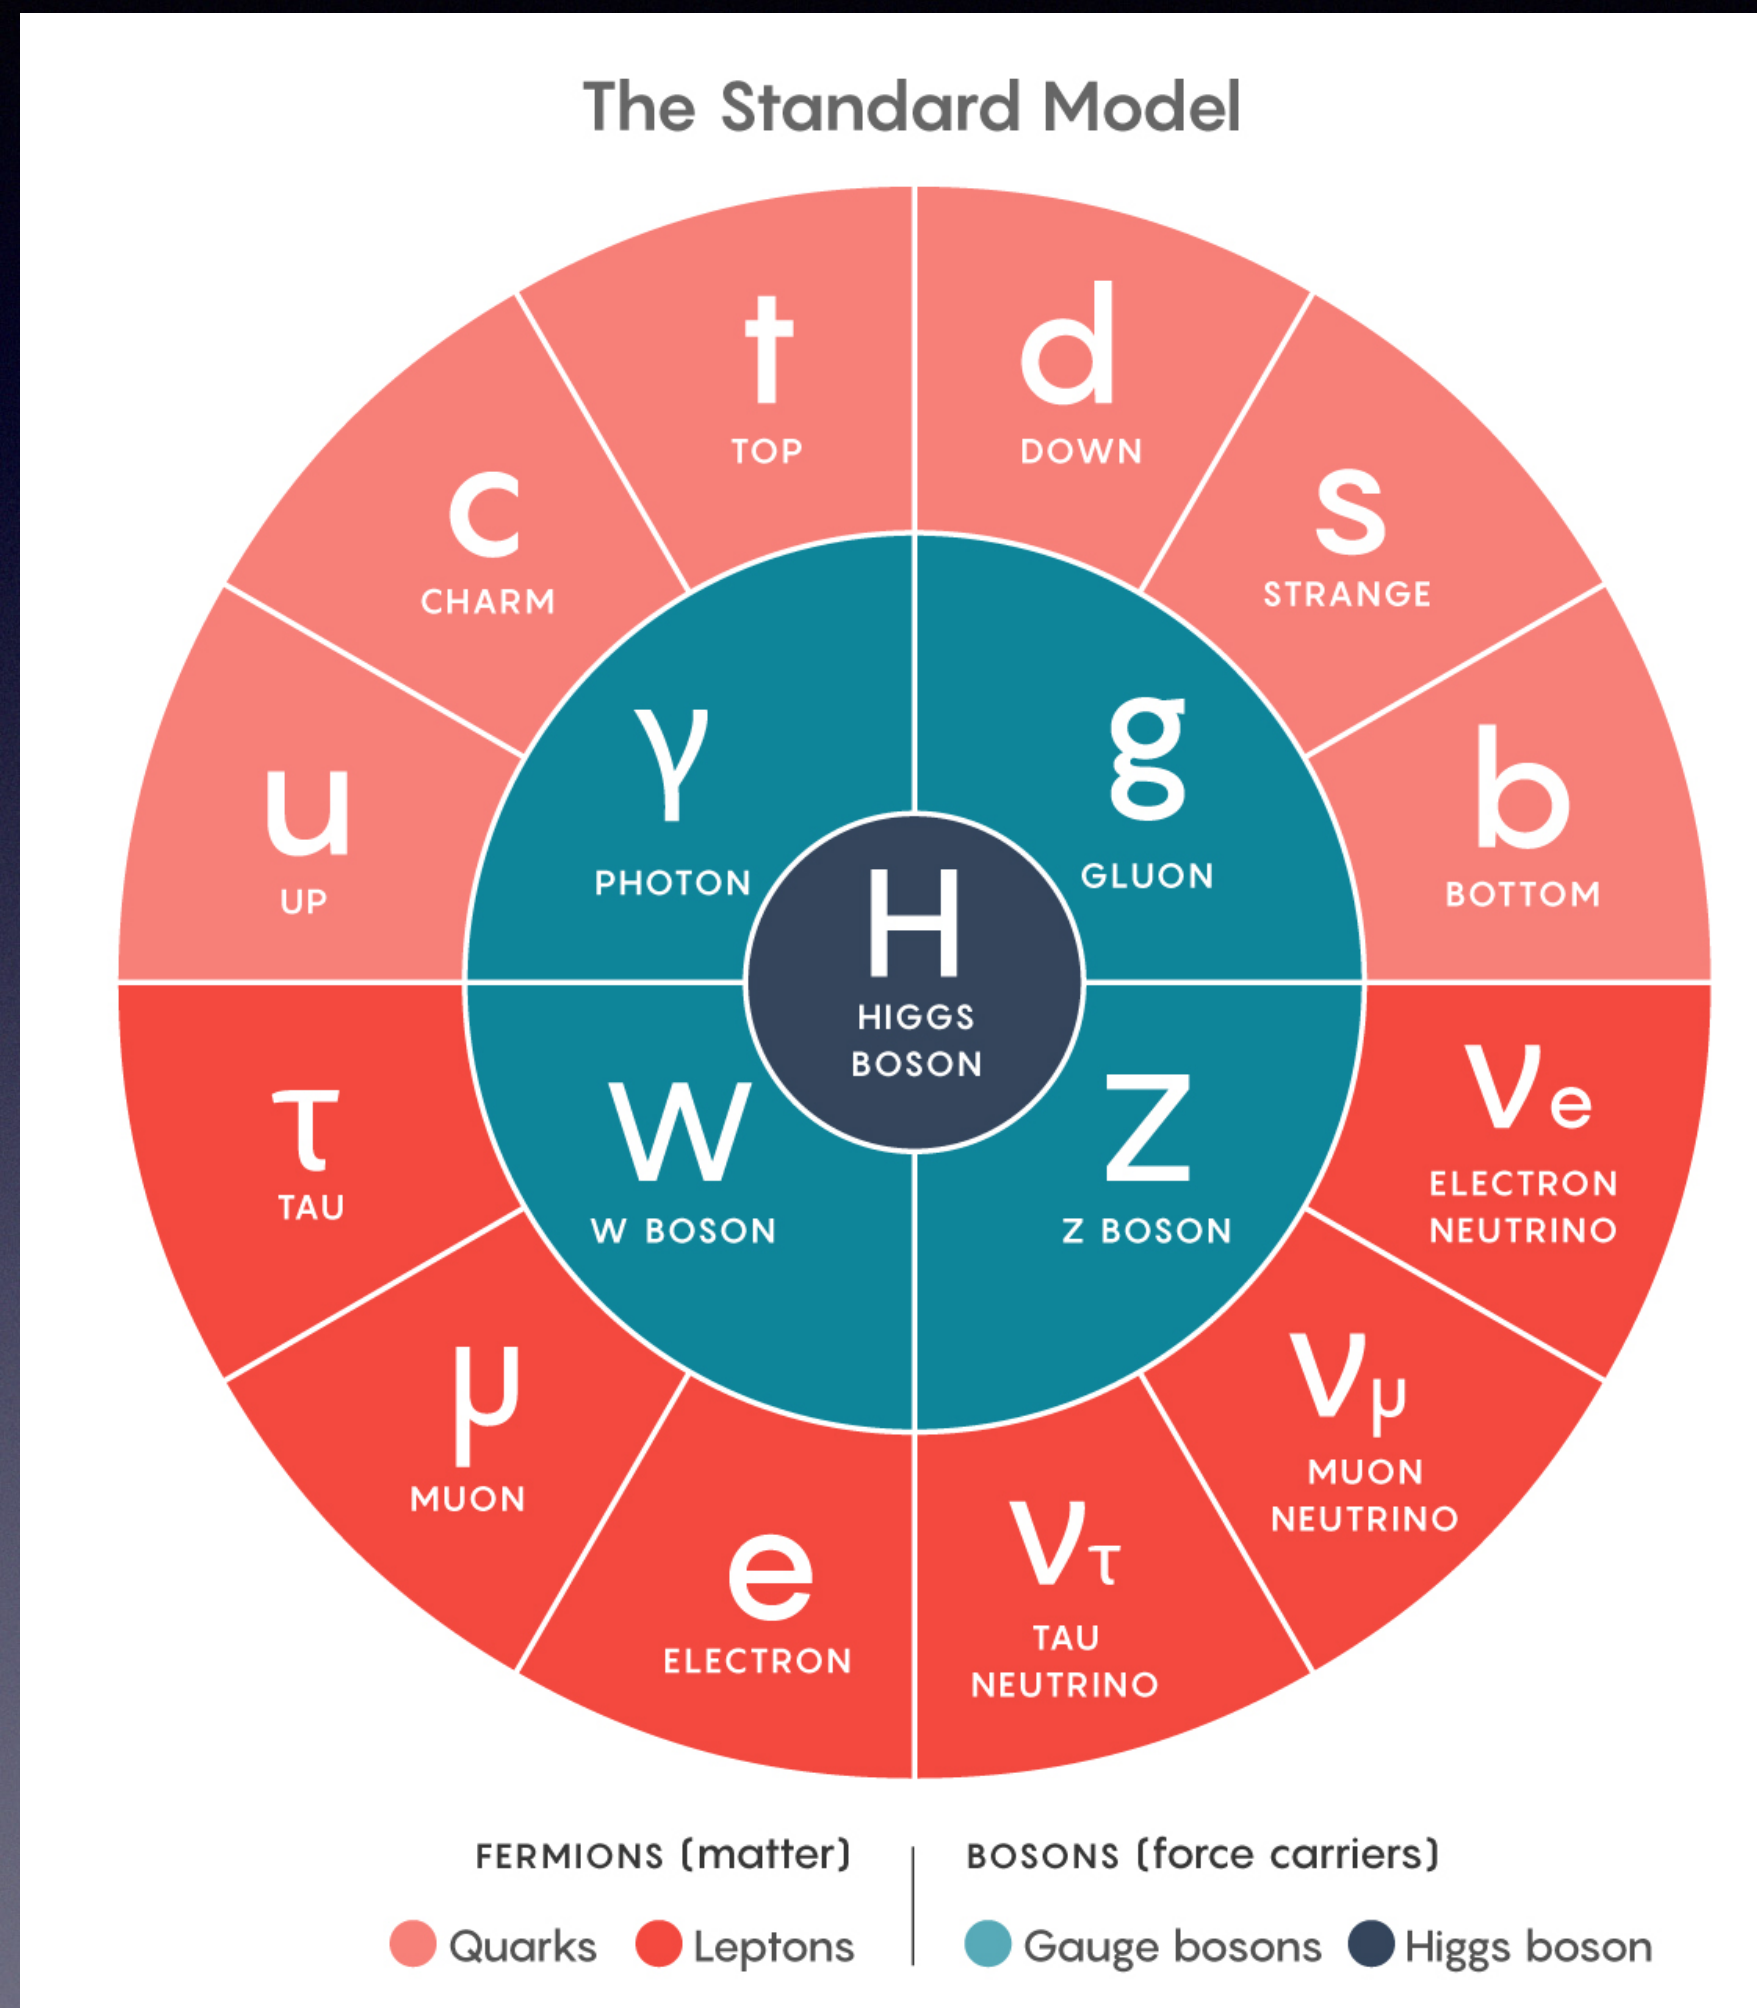 The Standard Model
t
TOP
d
DOWN
c
CHARM
s
STRANGE
u
UP
b
BOTTOM
γ
PHOTON
g
GLUON
H
HIGGS
BOSON
W
W BOSON
Z
Z BOSON
τ
TAU
νe
ELECTRON
NEUTRINO
μ
MUON
νμ
MUON
NEUTRINO
e
ELECTRON
ντ
TAU
NEUTRINO
FERMIONS (matter)
BOSONS (force carriers)
Quarks
Leptons
Gauge bosons
Higgs boson